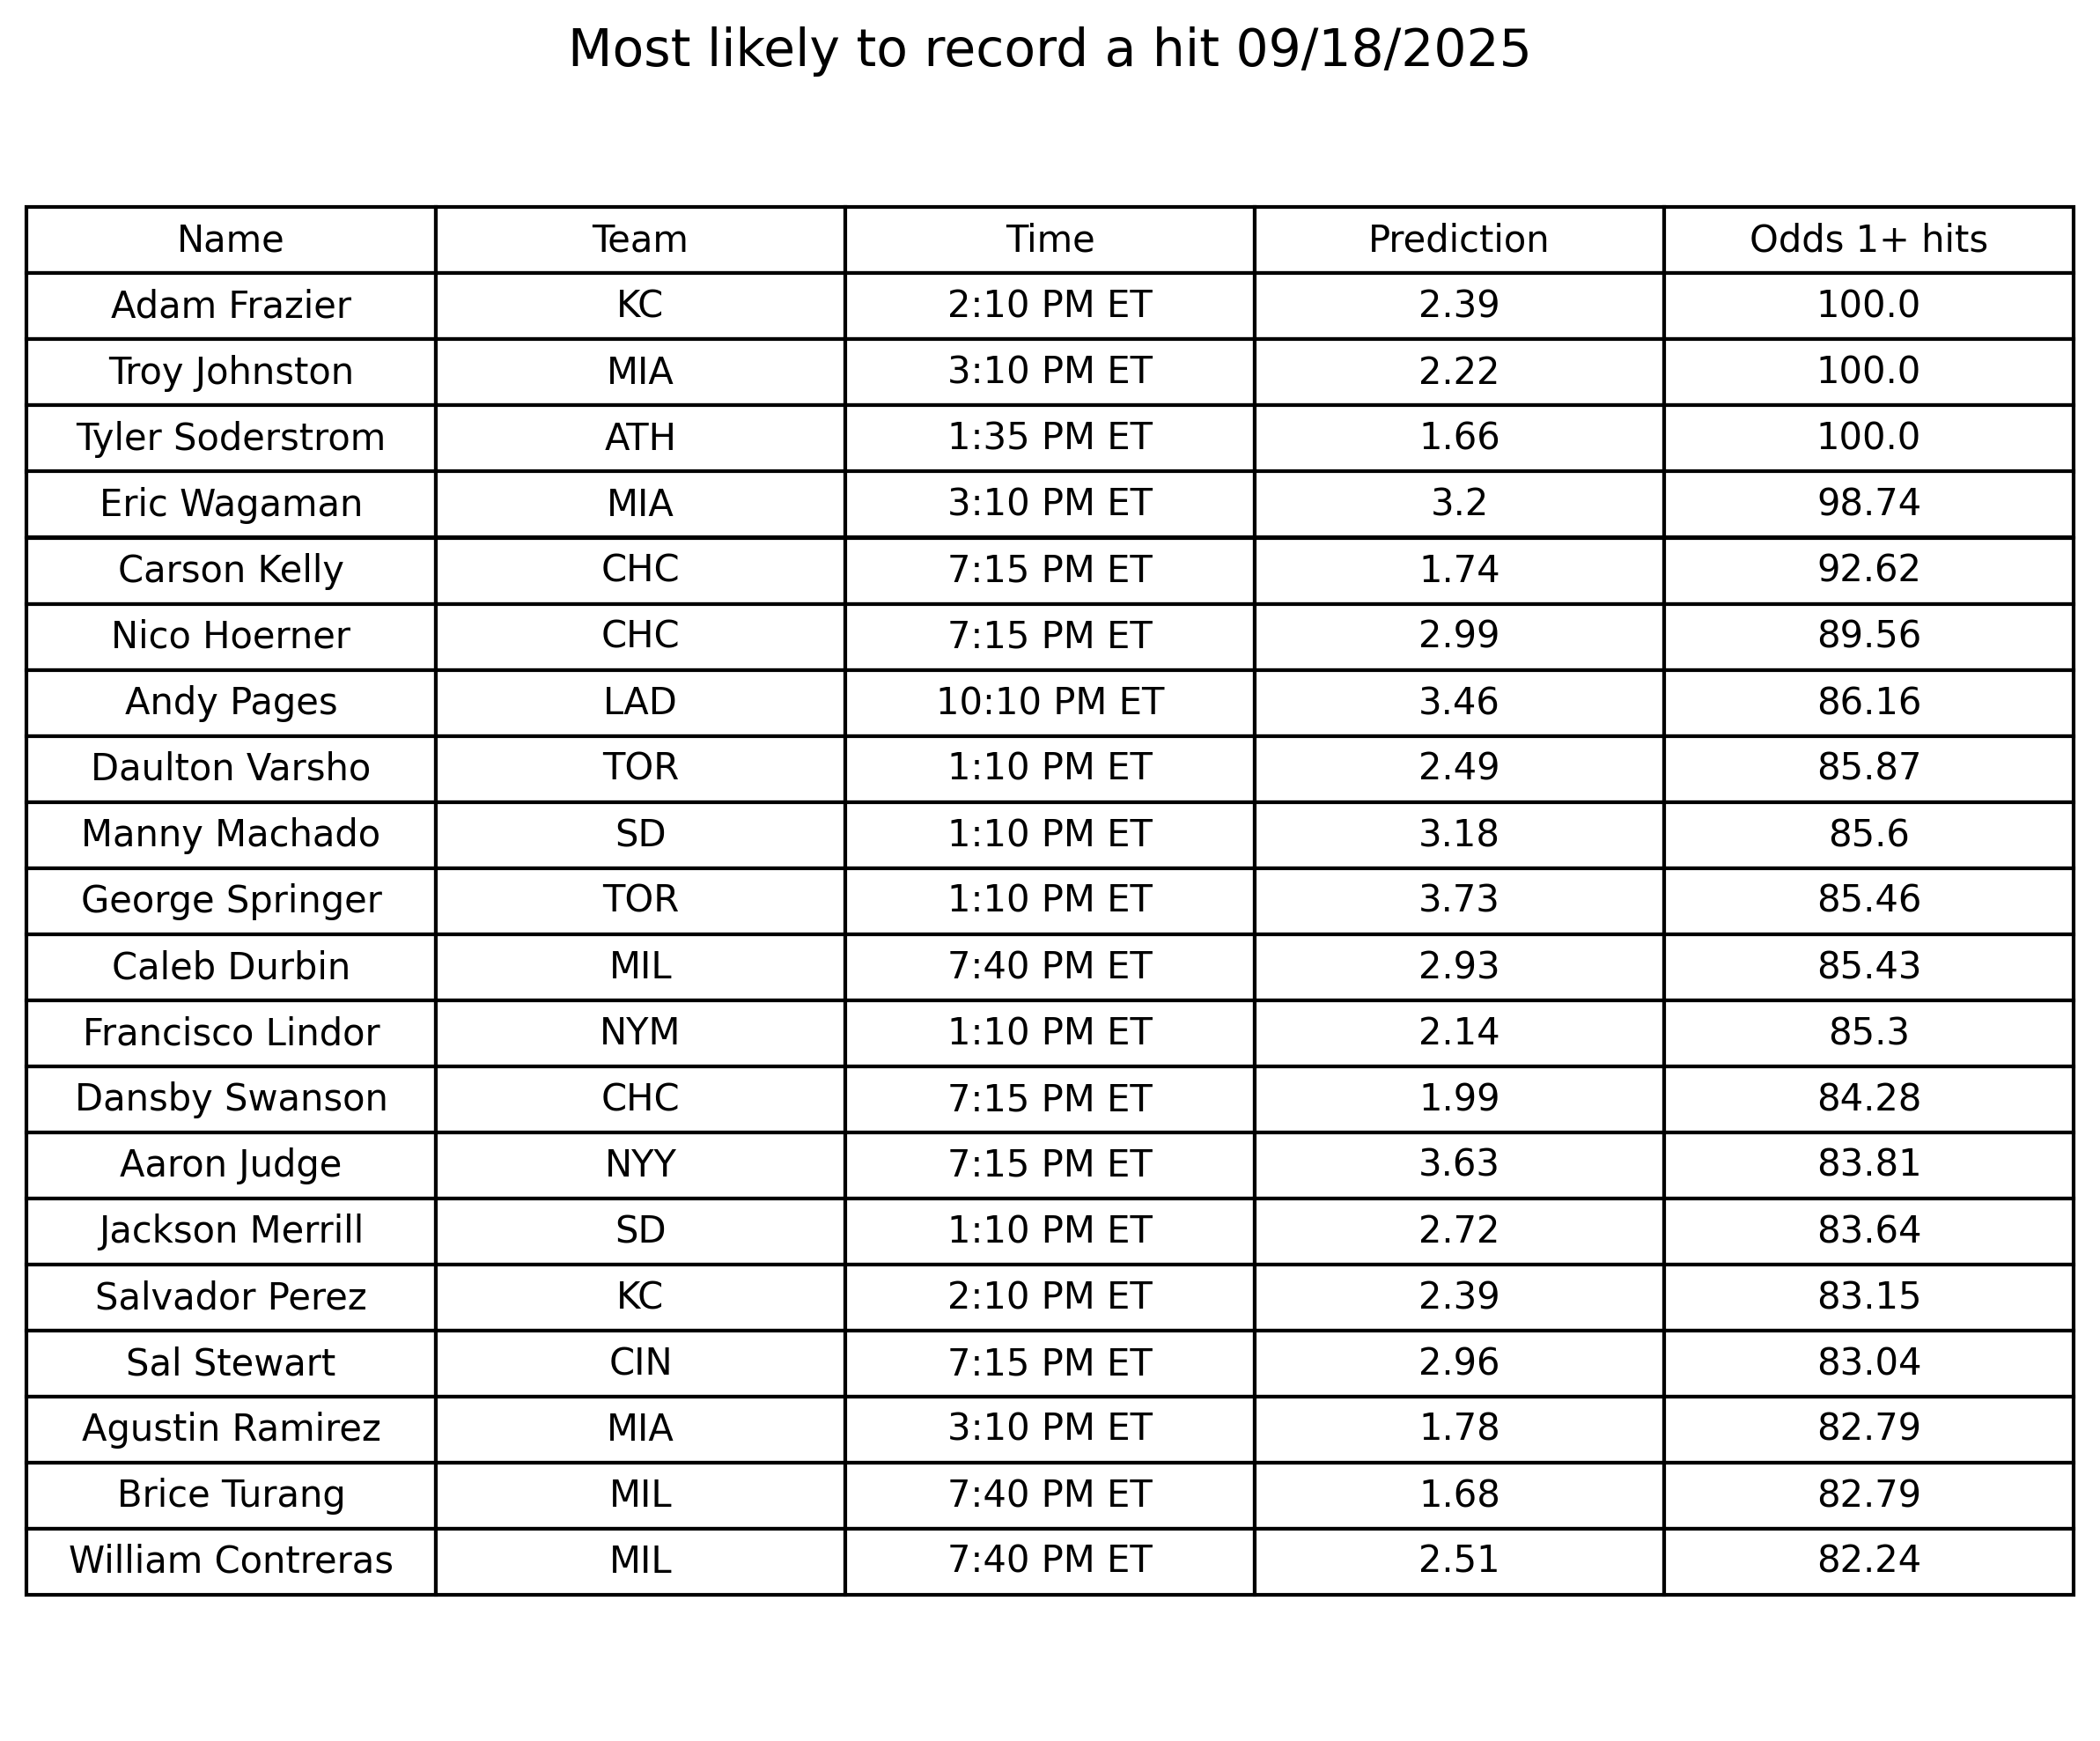 Most likely to record a hit 09/18/2025
Name Team Time Prediction Odds 1+ hits
Adam Frazier KC 2:10 PM ET 2.39 100.0
Troy Johnston MIA 3:10 PM ET 2.22 100.0
Tyler Soderstrom ATH 1:35 PM ET 1.66 100.0
Eric Wagaman MIA 3:10 PM ET 3.2 98.74
Carson Kelly CHC 7:15 PM ET 1.74 92.62
Nico Hoerner CHC 7:15 PM ET 2.99 89.56
Andy Pages LAD 10:10 PM ET 3.46 86.16
Daulton Varsho TOR 1:10 PM ET 2.49 85.87
Manny Machado SD 1:10 PM ET 3.18 85.6
George Springer TOR 1:10 PM ET 3.73 85.46
Caleb Durbin MIL 7:40 PM ET 2.93 85.43
Francisco Lindor NYM 1:10 PM ET 2.14 85.3
Dansby Swanson CHC 7:15 PM ET 1.99 84.28
Aaron Judge NYY 7:15 PM ET 3.63 83.81
Jackson Merrill SD 1:10 PM ET 2.72 83.64
Salvador Perez KC 2:10 PM ET 2.39 83.15
Sal Stewart CIN 7:15 PM ET 2.96 83.04
Agustin Ramirez MIA 3:10 PM ET 1.78 82.79
Brice Turang MIL 7:40 PM ET 1.68 82.79
William Contreras MIL 7:40 PM ET 2.51 82.24